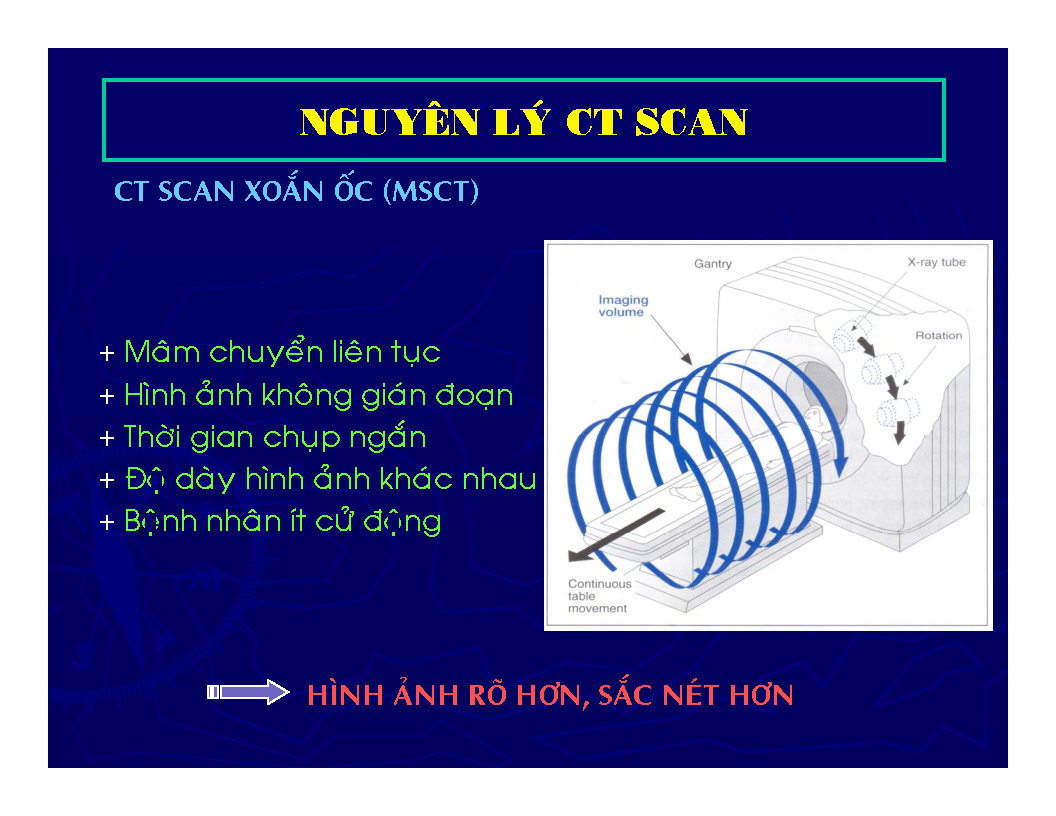 NGUYÊN LÝ CT SCAN
CT SCAN XOẮN ỐC (MSCT)
+ Mâm chuyển liên tục
+ Hình ảnh không gián đoạn
+ Thời gian chụp ngắn
+ Độ dày hình ảnh khác nhau
+ Bệnh nhân ít cử động
Gantry
X-ray tube
Imaging
volume
Rotation
Continuous
table
movement
HÌNH ẢNH RÕ HƠN, SẮC NÉT HƠN